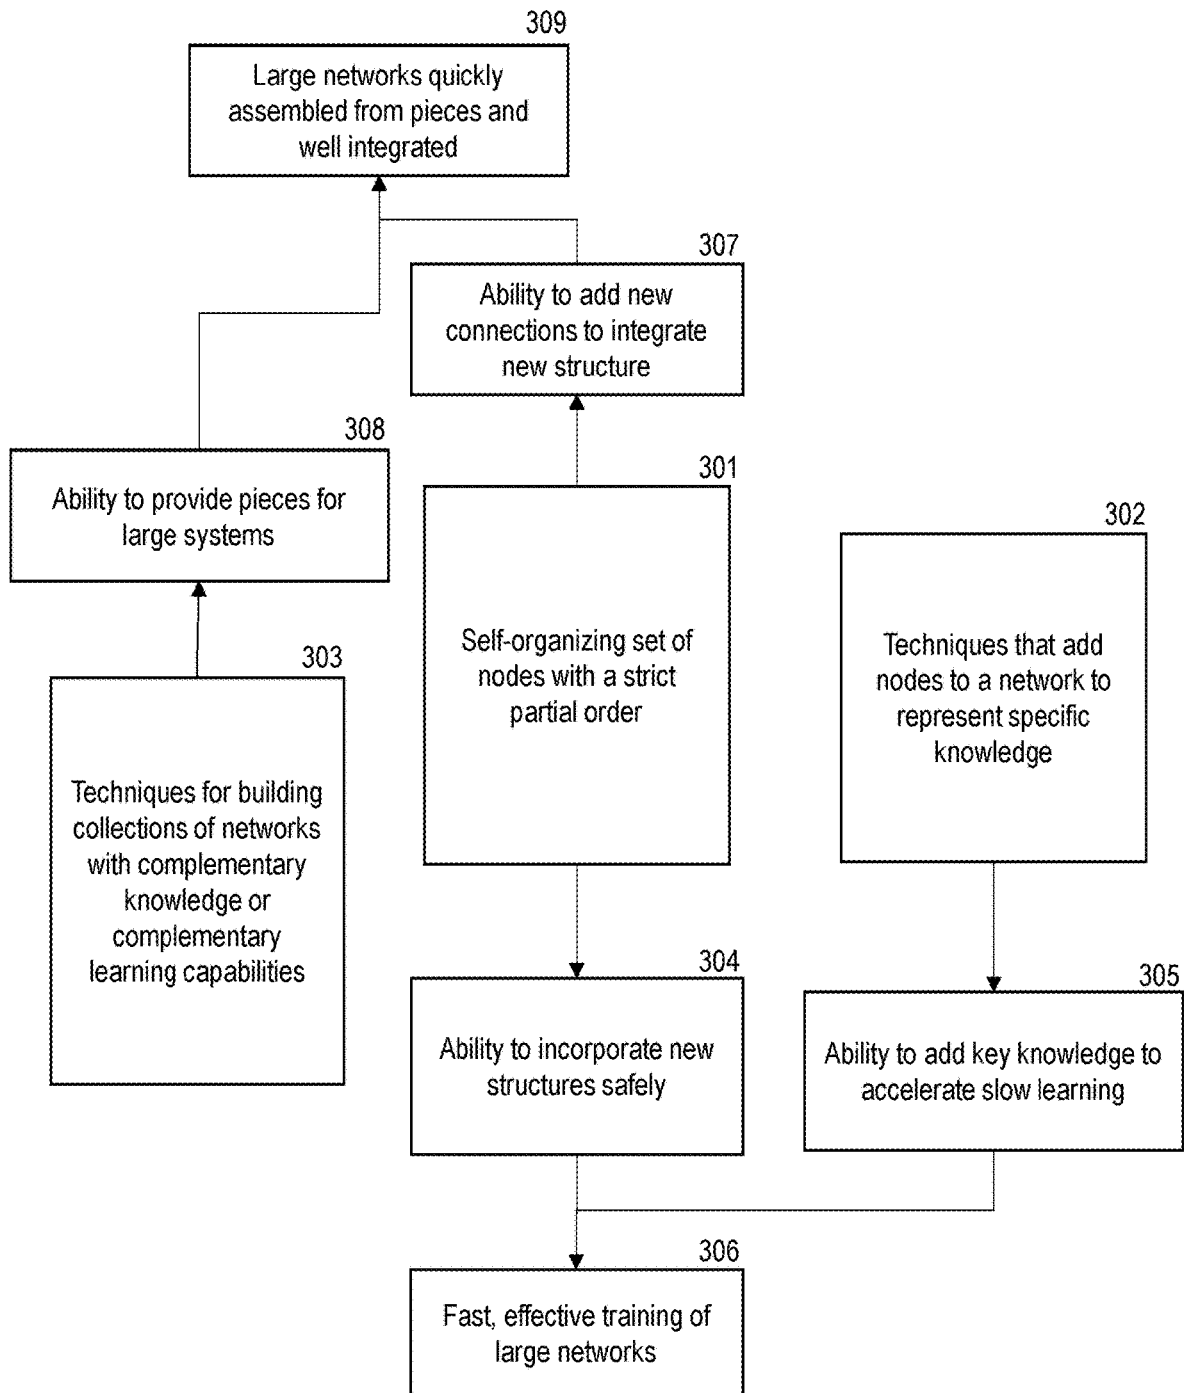 309
Large networks quickly
assembled from pieces and
well integrated
307
Ability to add new
connections to integrate
new structure
308
Ability to provide pieces for
large systems
301
Self-organizing set of
nodes with a strict
partial order
302
Techniques that add
nodes to a network to
represent specific
knowledge
303
Techniques for building
collections of networks
with complementary
knowledge or
complementary
learning capabilities
304
Ability to incorporate new
structures safely
305
Ability to add key knowledge to
accelerate slow learning
306
Fast, effective training of
large networks